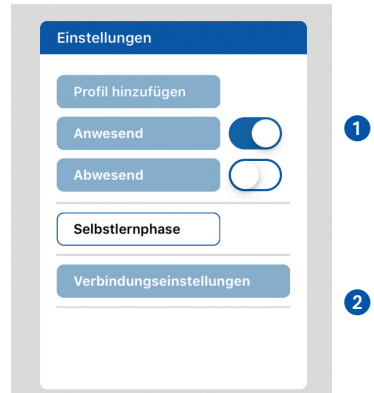 Einstellungen
Profil hinzufügen
Anwesend
1
Abwesend
Selbstlernphase
Verbindungseinstellungen
2